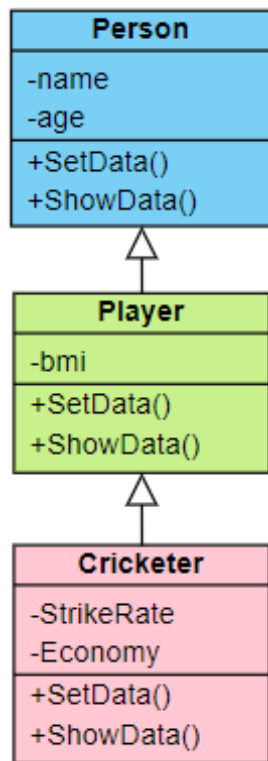 Person
-name
-age
+SetData()
+ShowData()
Player
-bmi
+SetData()
+ShowData()
Cricketer
-StrikeRate
-Economy
+SetData()
+ShowData()